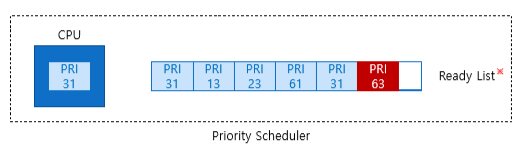 CPU
PRI
31
PRI PRI PRI PRI PRI PRI
31 13 23 61 31 63
Ready List※
Priority Scheduler